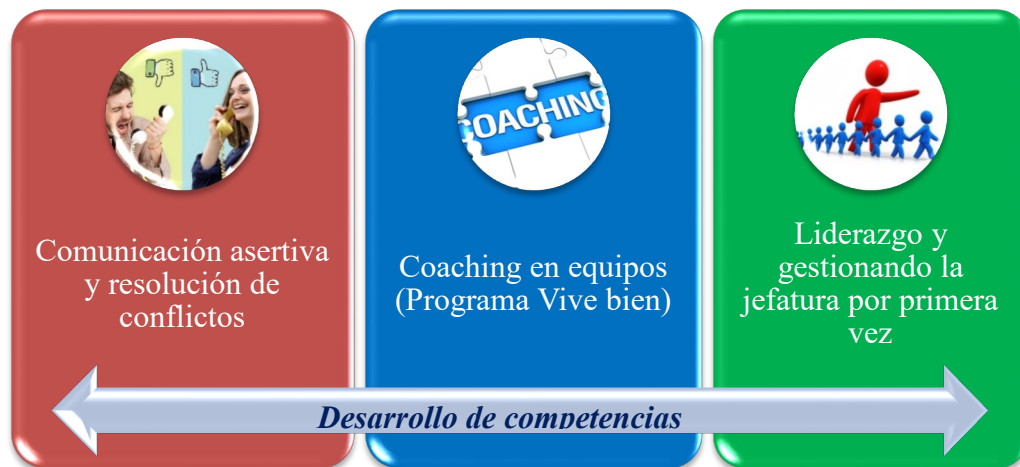 Comunicación asertiva
y resolución de
conflictos
COACHING
Coaching en equipos
(Programa Vive bien)
Liderazgo y
gestionando la
jefatura por primera
vez
Desarrollo de competencias